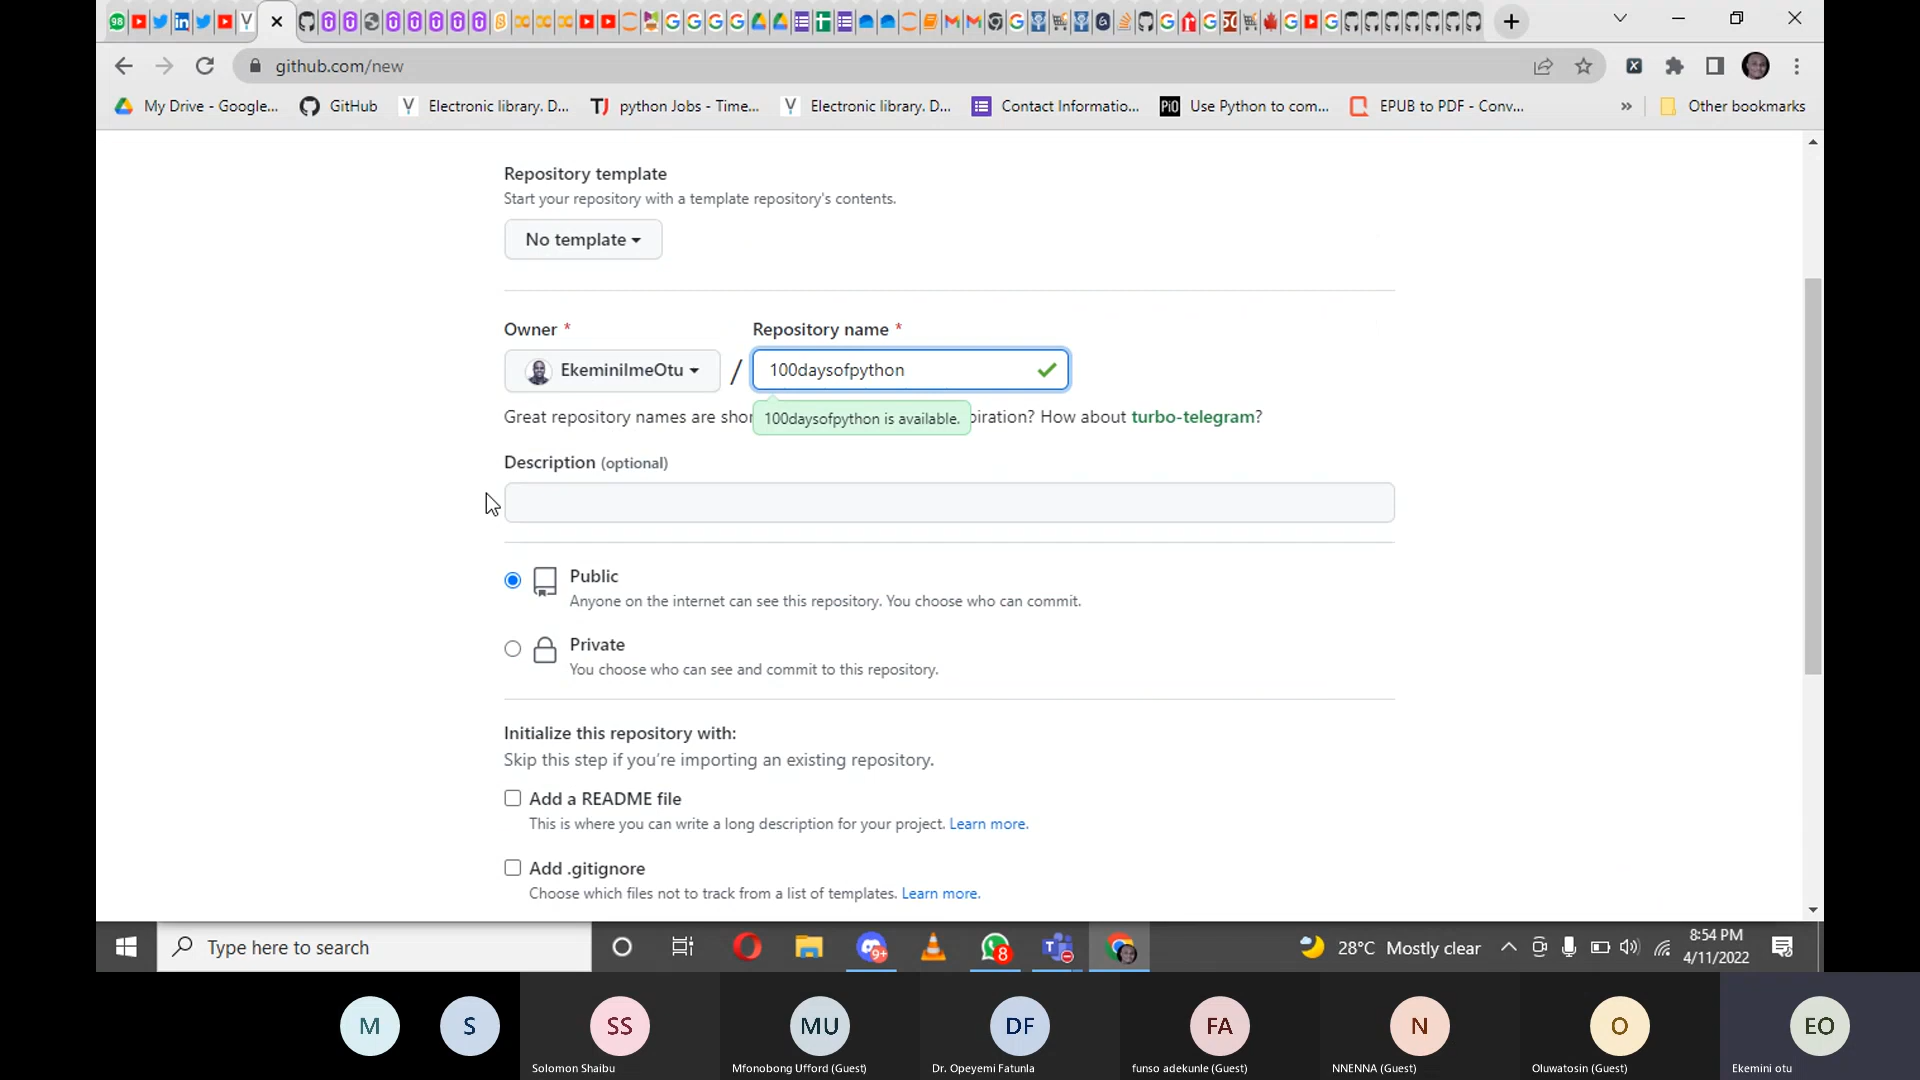 98
github.com/new
My Drive - Google...
GitHub
Electronic library. D...
TJ
python Jobs - Time...
Electronic library. D...
Contact Informatio...
PiO
Use Python to com...
EPUB to PDF - Conv...
»
Other bookmarks
Repository template
Start your repository with a template repository's contents.
No template
Owner *
Repository name *
EkeminiImeOtu
/
100daysofpython
Great repository names are shor
100daysofpython is available.
piration? How about turbo-telegram?
Description (optional)
Public
Anyone on the internet can see this repository. You choose who can commit.
Private
You choose who can see and commit to this repository.
Initialize this repository with:
Skip this step if you're importing an existing repository.
Add a README file
This is where you can write a long description for your project. Learn more.
Add .gitignore
Choose which files not to track from a list of templates. Learn more.
Type here to search
9+
8
28°C Mostly clear
8:54 PM
4/11/2022
M
S
SS
MU
DF
FA
N
O
EO
Solomon Shaibu
Mfonobong Ufford (Guest)
Dr. Opeyemi Fatunla
funso adekunle (Guest)
NNENNA (Guest)
Oluwatosin (Guest)
Ekemini otu